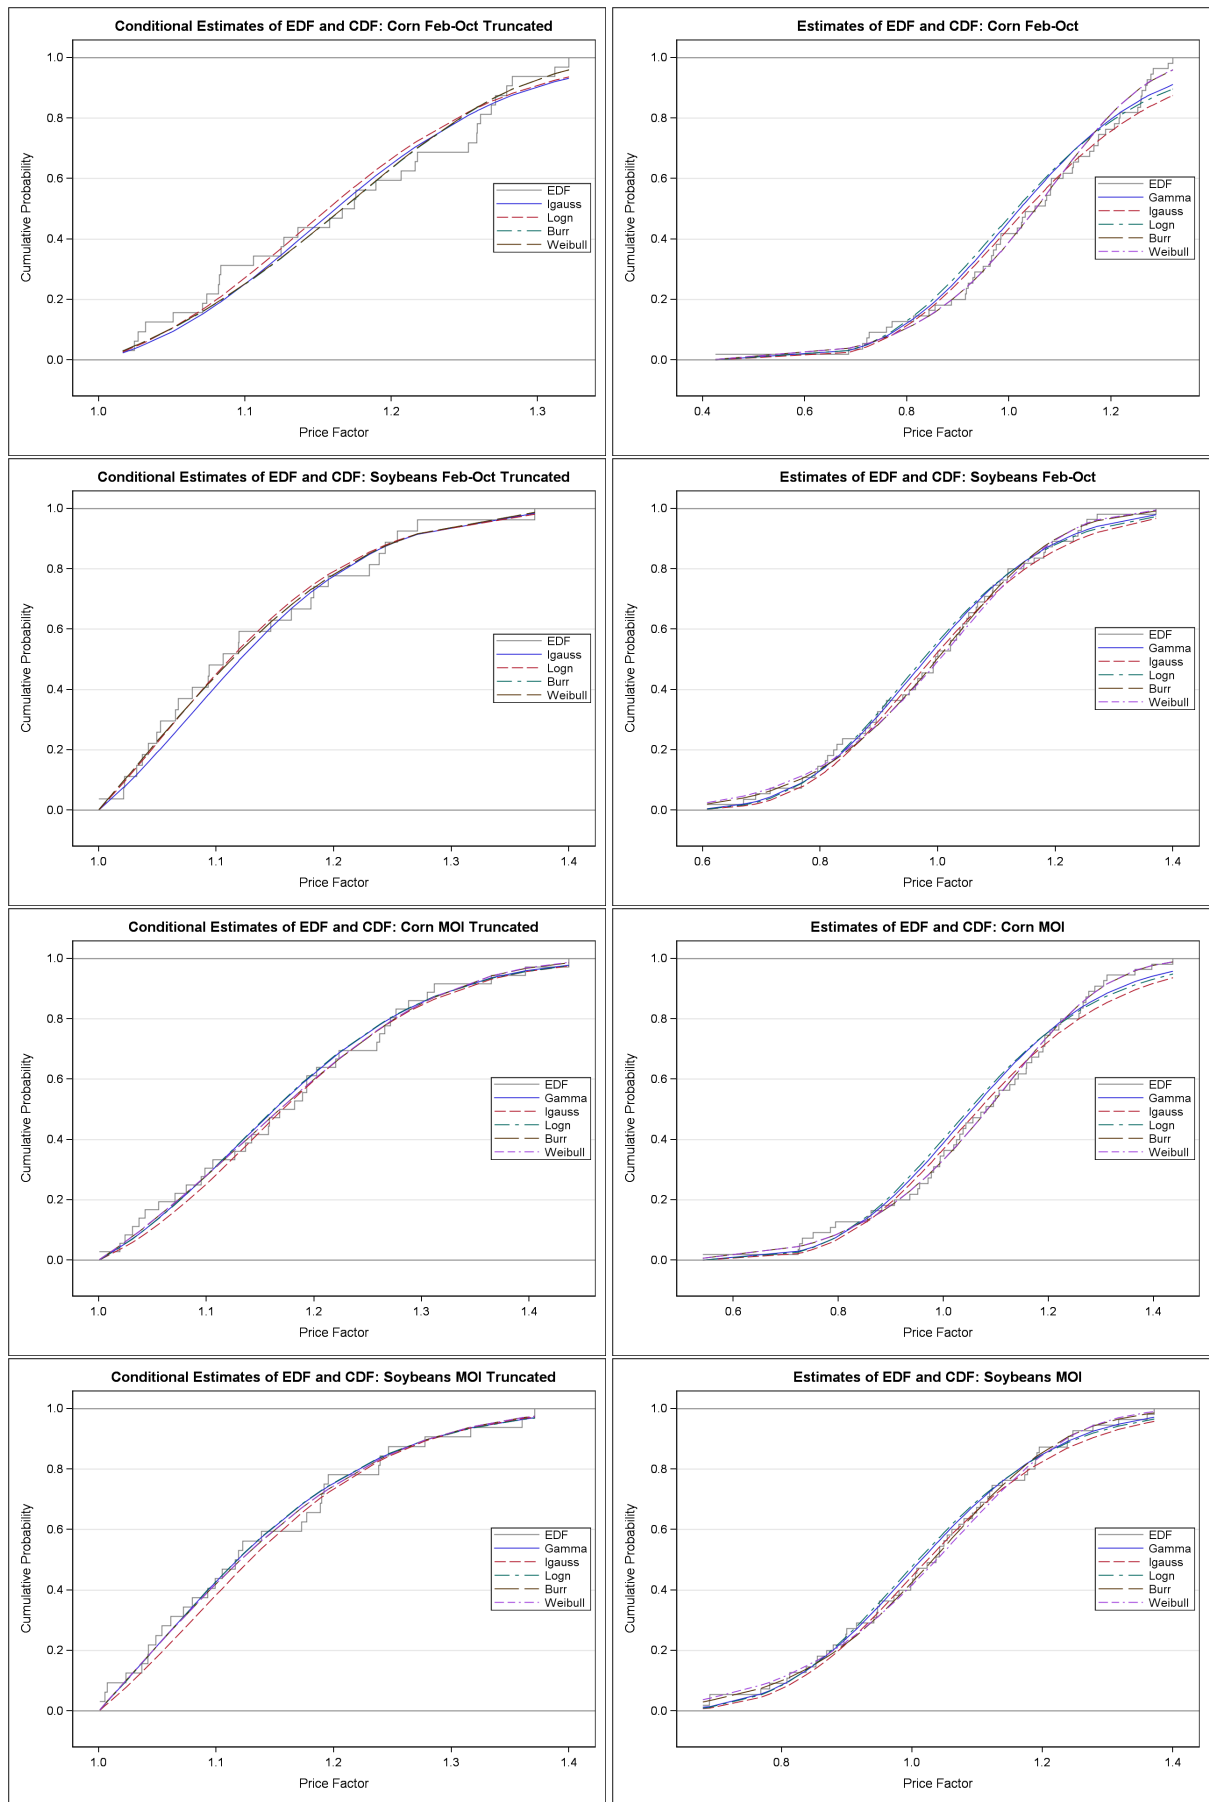 Conditional Estimates of EDF and CDF: Corn Feb-Oct Truncated
1.0
0.8
0.6
0.4
0.2
0.0
Cumulative Probability
EDF
Igauss
Logn
Burr
Weibull
1.0 1.1 1.2 1.3
Price Factor
Estimates of EDF and CDF: Corn Feb-Oct
1.0
0.8
0.6
0.4
0.2
0.0
Cumulative Probability
EDF
Gamma
Igauss
Logn
Burr
Weibull
0.4 0.6 0.8 1.0 1.2
Price Factor
Conditional Estimates of EDF and CDF: Soybeans Feb-Oct Truncated
1.0
0.8
0.6
0.4
0.2
0.0
Cumulative Probability
EDF
Igauss
Logn
Burr
Weibull
1.0 1.1 1.2 1.3 1.4
Price Factor
Estimates of EDF and CDF: Soybeans Feb-Oct
1.0
0.8
0.6
0.4
0.2
0.0
Cumulative Probability
EDF
Gamma
Igauss
Logn
Burr
Weibull
0.6 0.8 1.0 1.2 1.4
Price Factor
Conditional Estimates of EDF and CDF: Corn MOI Truncated
1.0
0.8
0.6
0.4
0.2
0.0
Cumulative Probability
EDF
Gamma
Igauss
Logn
Burr
Weibull
1.0 1.1 1.2 1.3 1.4
Price Factor
Estimates of EDF and CDF: Corn MOI
1.0
0.8
0.6
0.4
0.2
0.0
Cumulative Probability
EDF
Gamma
Igauss
Logn
Burr
Weibull
0.6 0.8 1.0 1.2 1.4
Price Factor
Conditional Estimates of EDF and CDF: Soybeans MOI Truncated
1.0
0.8
0.6
0.4
0.2
0.0
Cumulative Probability
EDF
Gamma
Igauss
Logn
Burr
Weibull
1.0 1.1 1.2 1.3 1.4
Price Factor
Estimates of EDF and CDF: Soybeans MOI
1.0
0.8
0.6
0.4
0.2
0.0
Cumulative Probability
EDF
Gamma
Igauss
Logn
Burr
Weibull
0.8 1.0 1.2 1.4
Price Factor